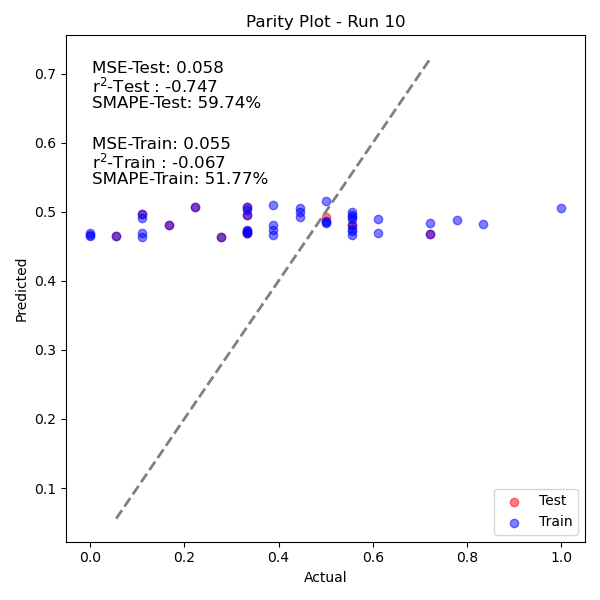 Parity Plot - Run 10
MSE-Test: 0.058
r²-Test : -0.747
SMAPE-Test: 59.74%
MSE-Train: 0.055
r²-Train : -0.067
SMAPE-Train: 51.77%
0.7
0.6
0.5
0.4
0.3
0.2
0.1
Predicted
Test
Train
0.0 0.2 0.4 0.6 0.8 1.0
Actual